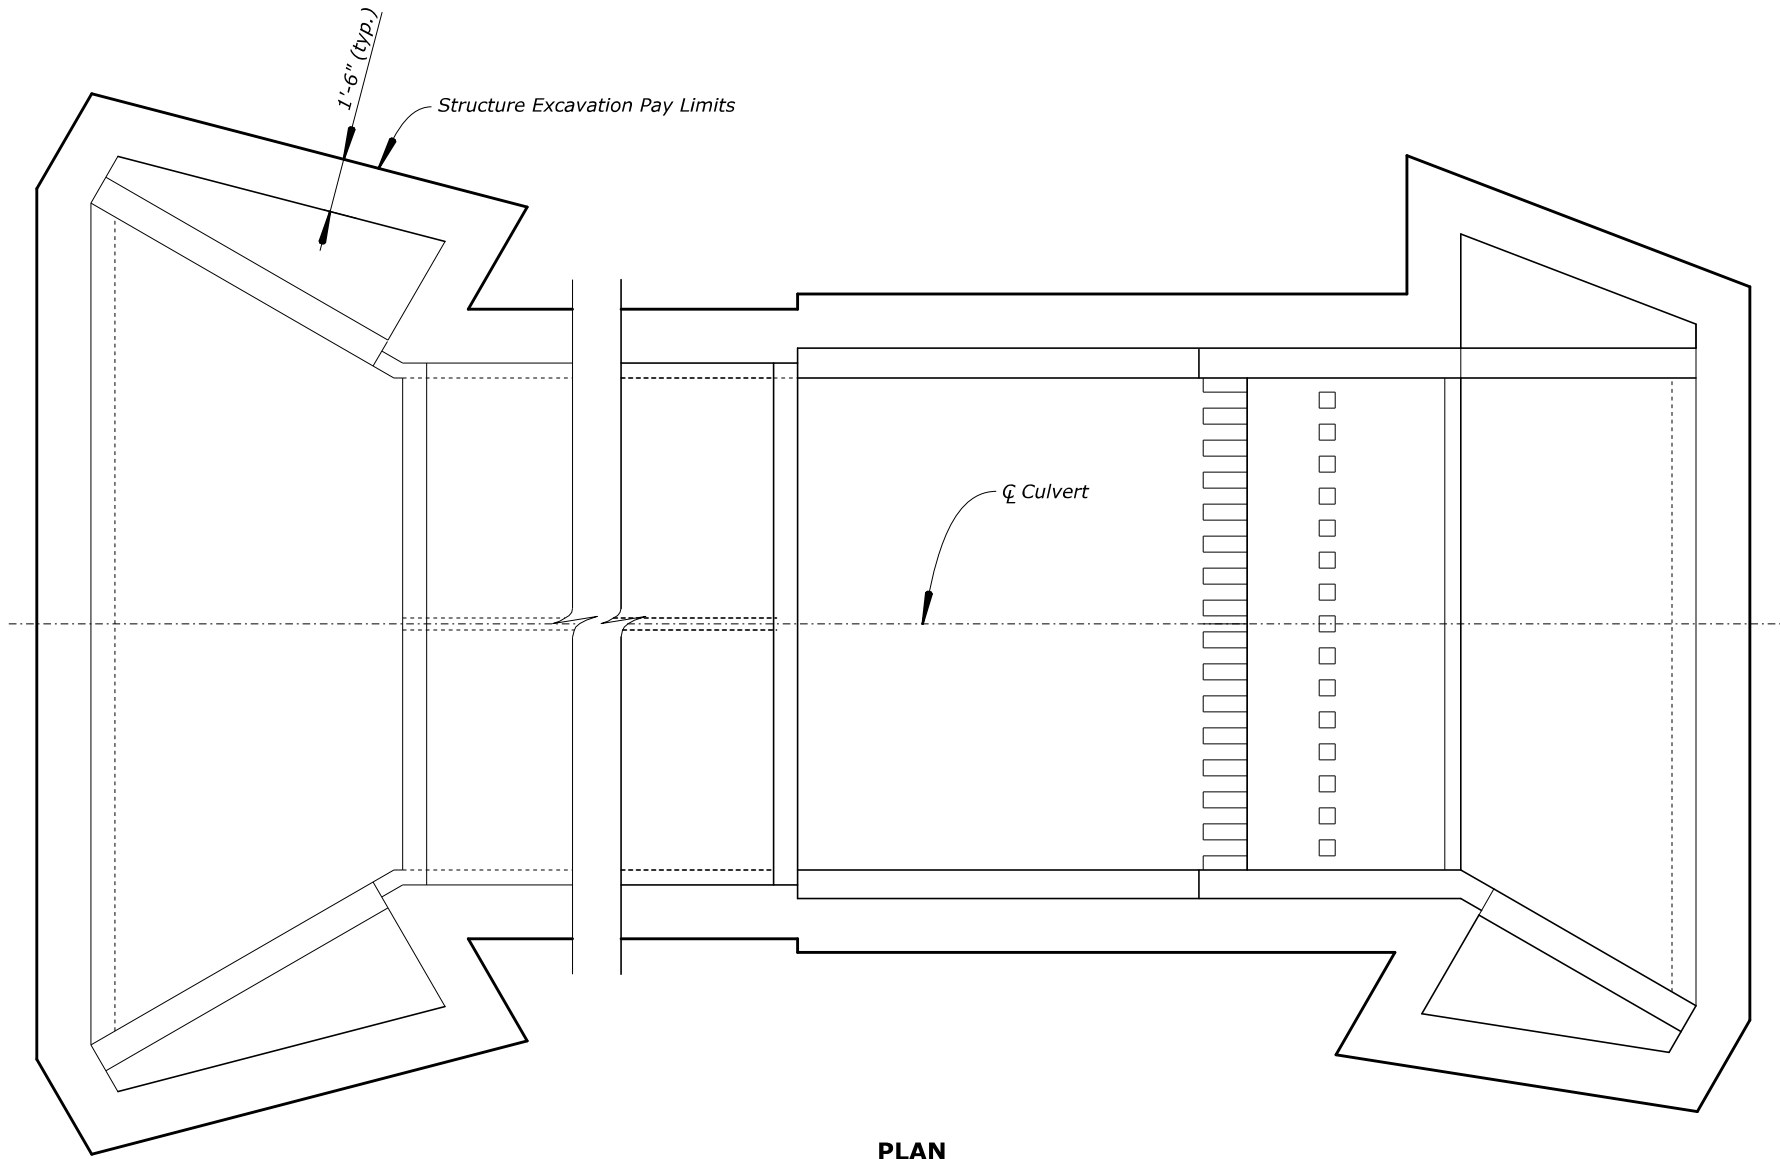 1'-6" (typ.)
Structure Excavation Pay Limits
℄ Culvert
PLAN